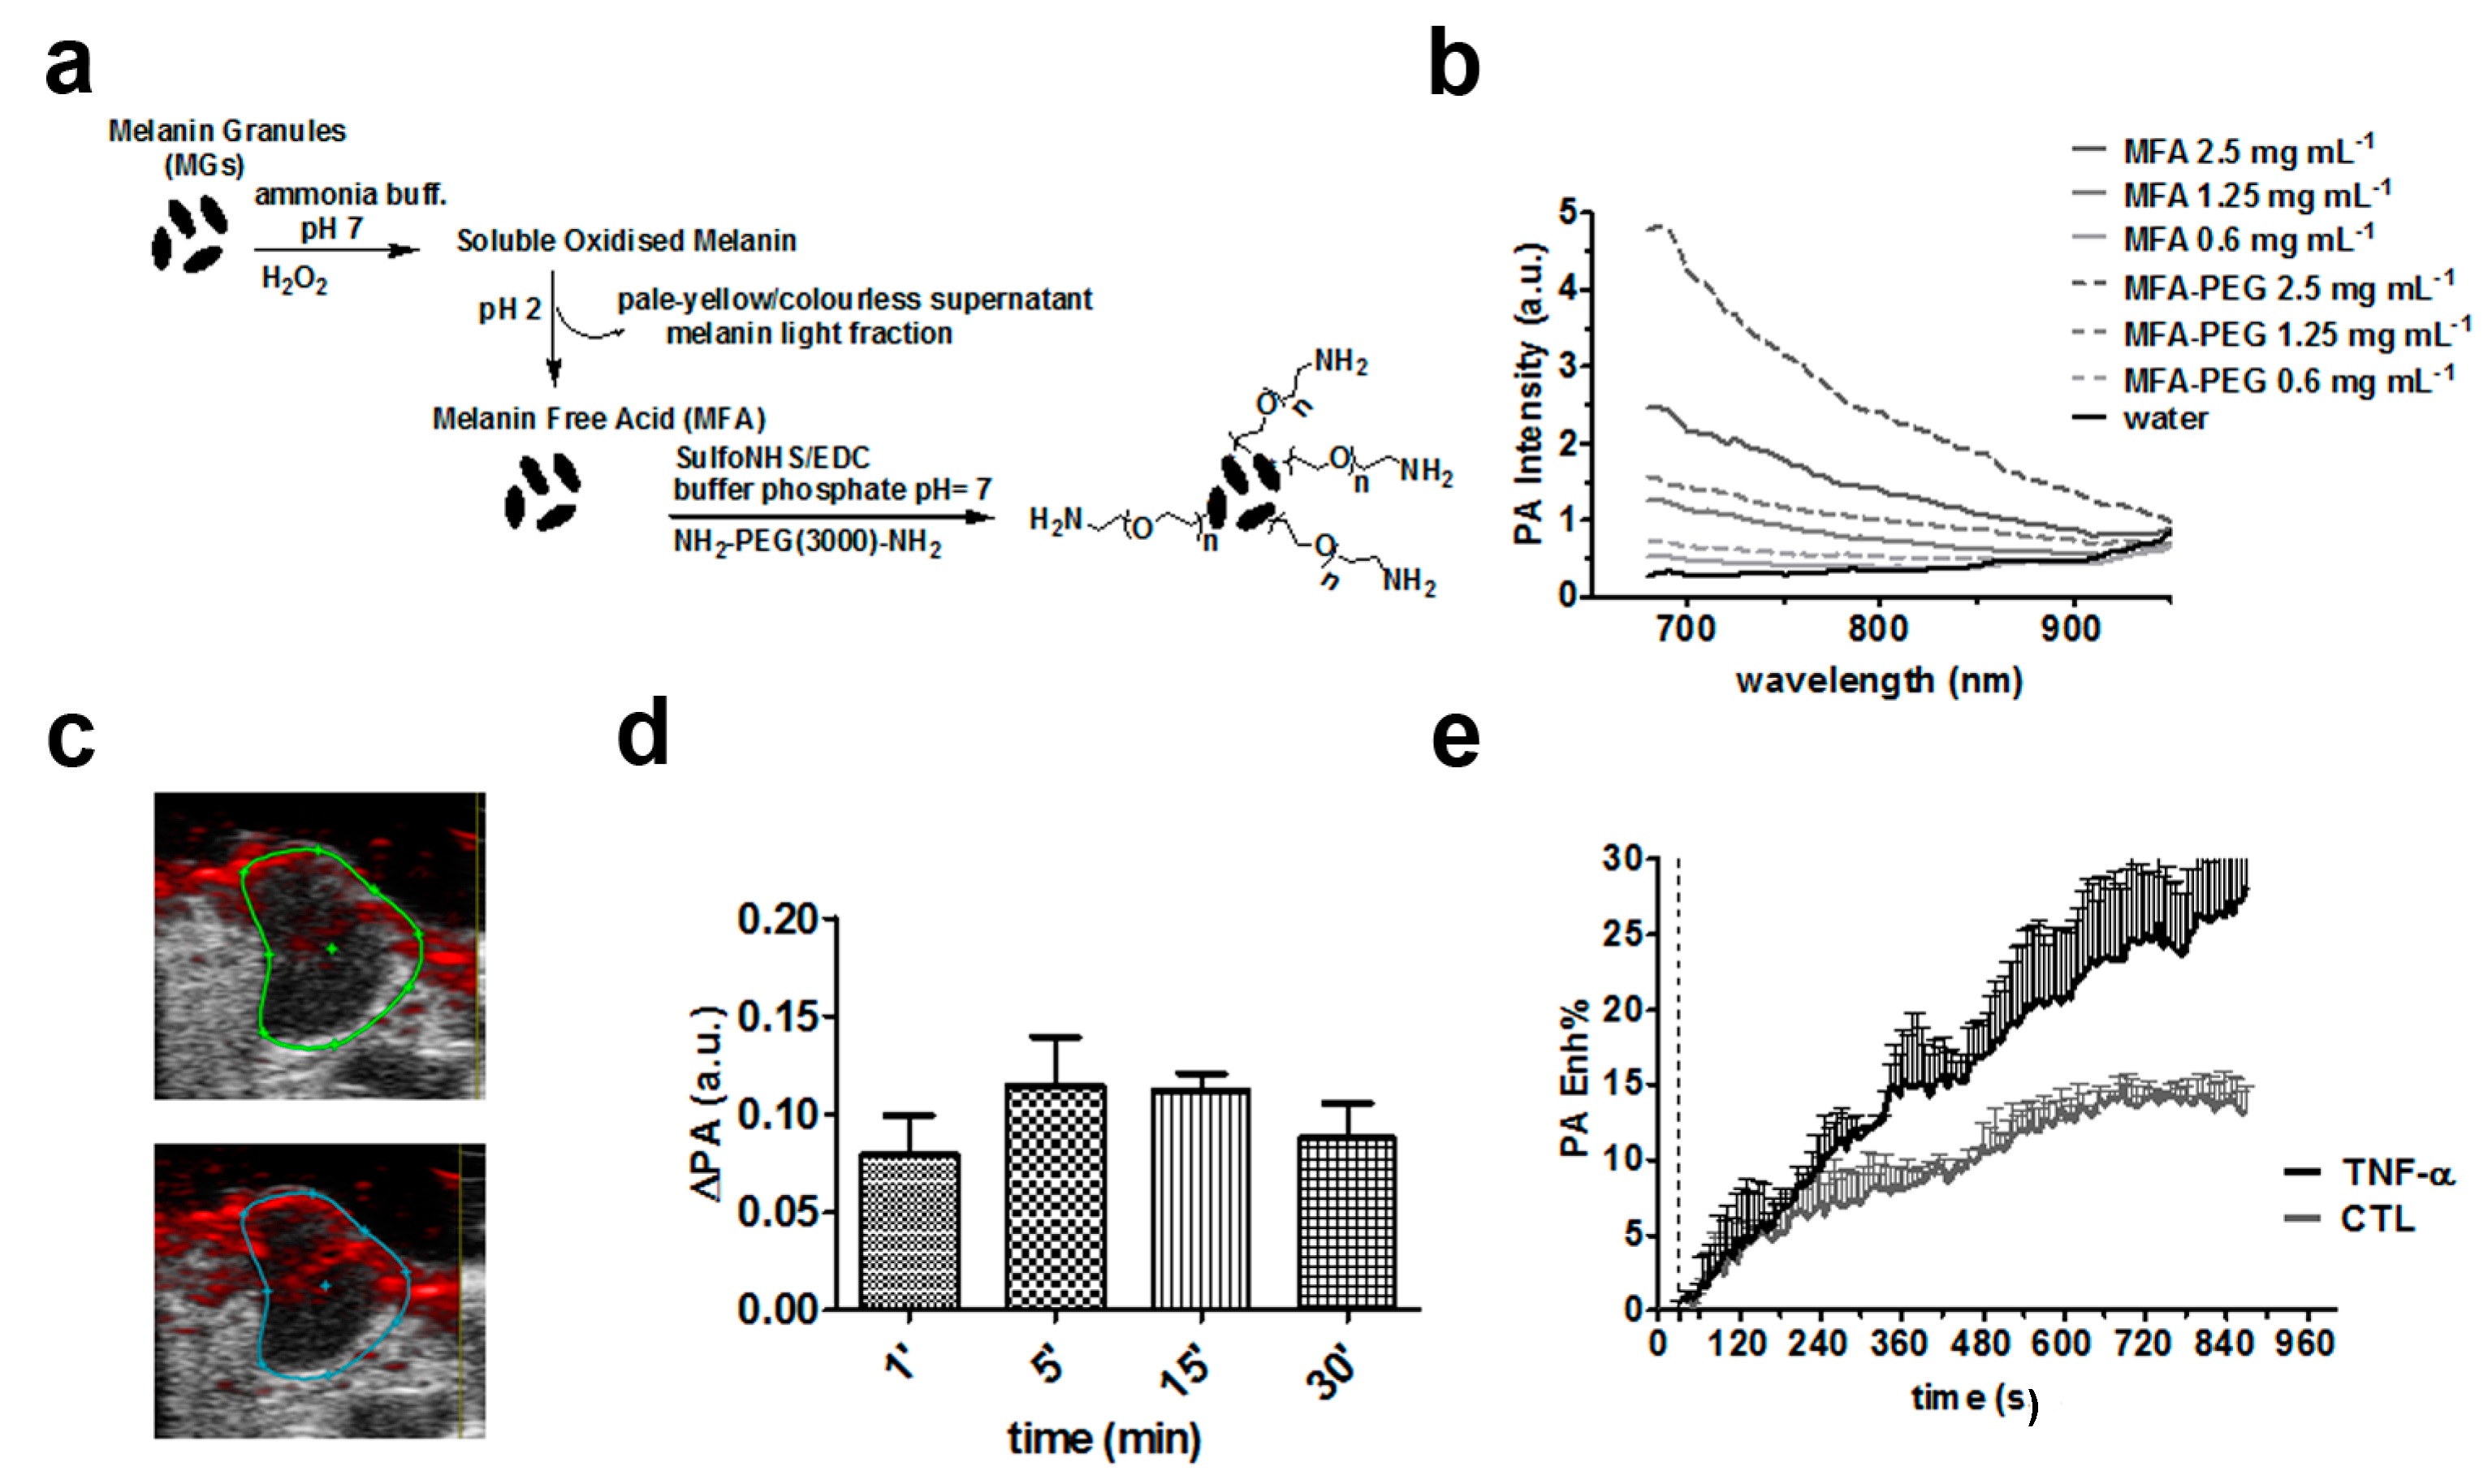 a
Melanin Granules
(MGs)
ammonia buff.
pH 7
H2O2
Soluble Oxidised Melanin
pH 2
pale-yellow/colourless supernatant
melanin light fraction
Melanin Free Acid (MFA)
SulfoNHS/EDC
buffer phosphate pH= 7
NH2-PEG(3000)-NH2
NH2
O
n
O
NH2
n
H2N
O
n
O
n
NH2
b
MFA 2.5 mg mL-1
MFA 1.25 mg mL-1
MFA 0.6 mg mL-1
MFA-PEG 2.5 mg mL-1
MFA-PEG 1.25 mg mL-1
MFA-PEG 0.6 mg mL-1
water
PA Intensity (a.u.)
5
4
3
2
1
0
700 800 900
wavelength (nm)
c
d
ΔPA (a.u.)
0.20
0.15
0.10
0.05
0.00
1' 5' 15' 30'
time (min)
e
PA Enh%
30
25
20
15
10
5
0
0 120 240 360 480 600 720 840 960
time (s)
TNF-α
CTL